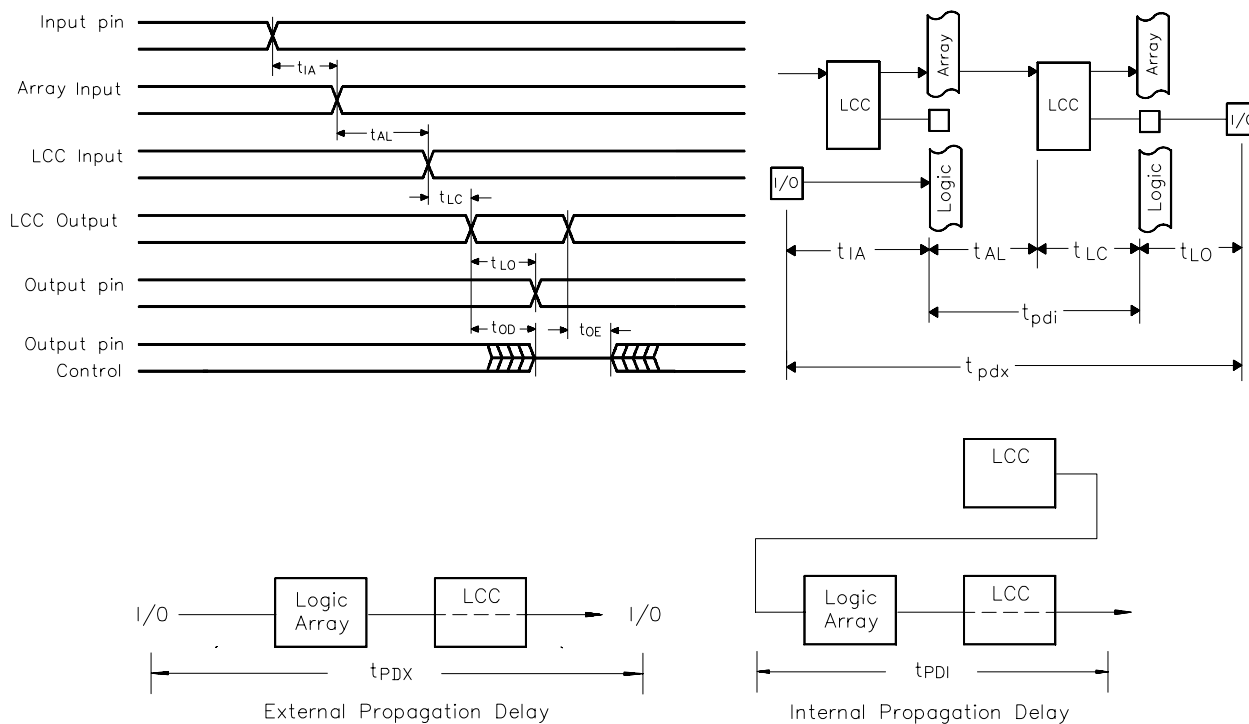 Input pin
tIA
Array Input
tAL
LCC Input
tLC
LCC Output
tLO
Output pin
tOD
tOE
Output pin
Control
Array
Array
LCC
LCC
I/O
I/O
Logic
Logic
tIA
tAL
tLC
tLO
tpdi
tpdx
I/O
Logic
Array
LCC
I/O
tPDX
External Propagation Delay
LCC
Logic
Array
LCC
tPDI
Internal Propagation Delay